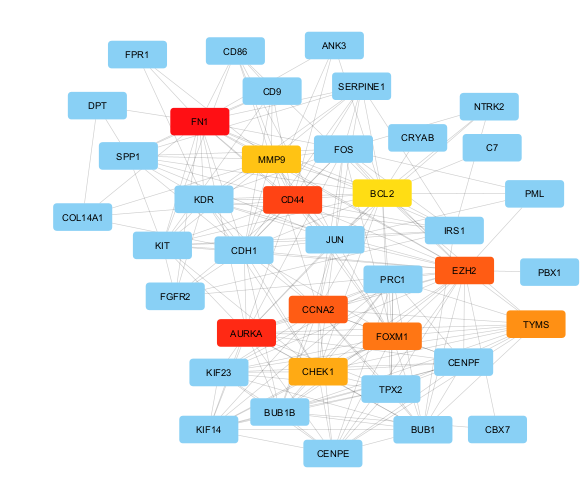 ANK3
CD86
FPR1
CD9
SERPINE1
DPT
NTRK2
FN1
CRYAB
C7
FOS
SPP1
MMP9
BCL2
PML
KDR
CD44
COL14A1
IRS1
KIT
CDH1
JUN
EZH2
PBX1
PRC1
FGFR2
CCNA2
TYMS
AURKA
FOXM1
CENPF
KIF23
CHEK1
TPX2
BUB1B
KIF14
BUB1
CBX7
CENPE